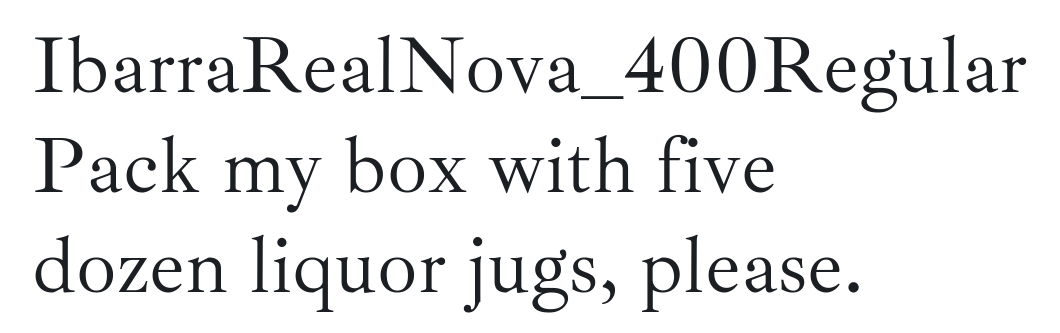 IbarraRealNova_400Regular
Pack my box with five
dozen liquor jugs, please.